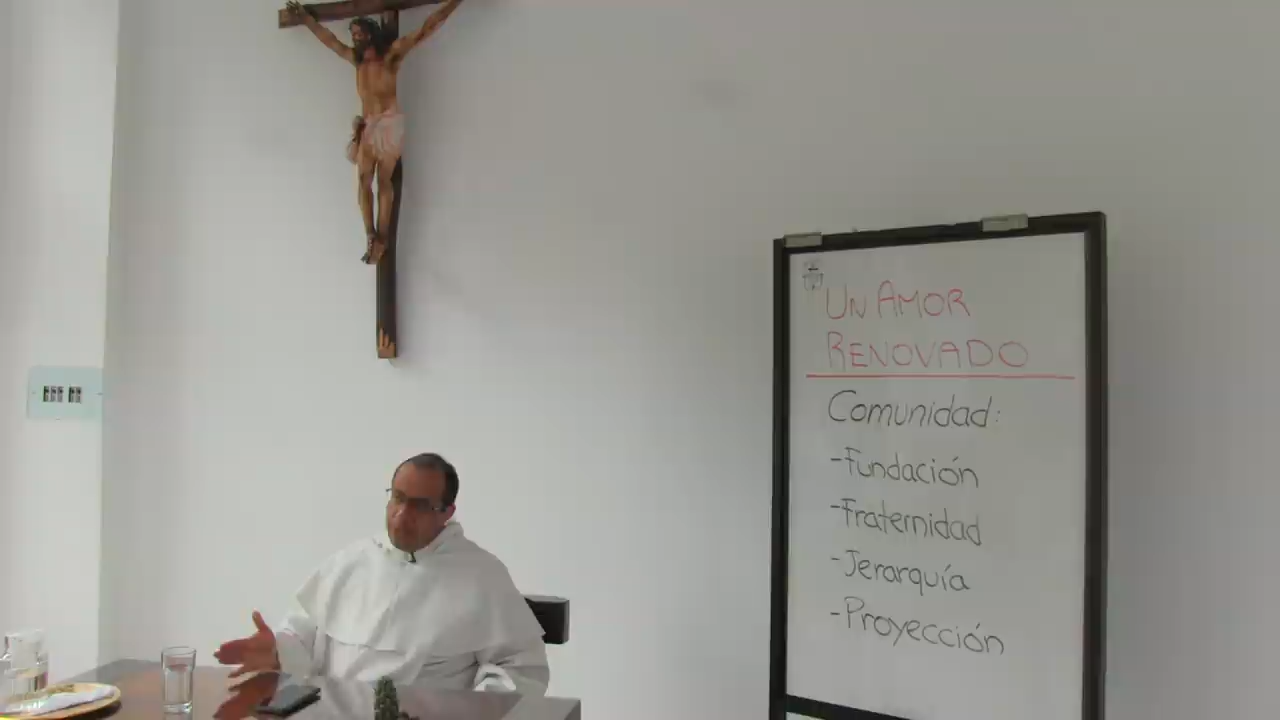 UN AMOR
RENOVADO
Comunidad:
-Fundación
-Fraternidad
-Jerarquía
-Proyección